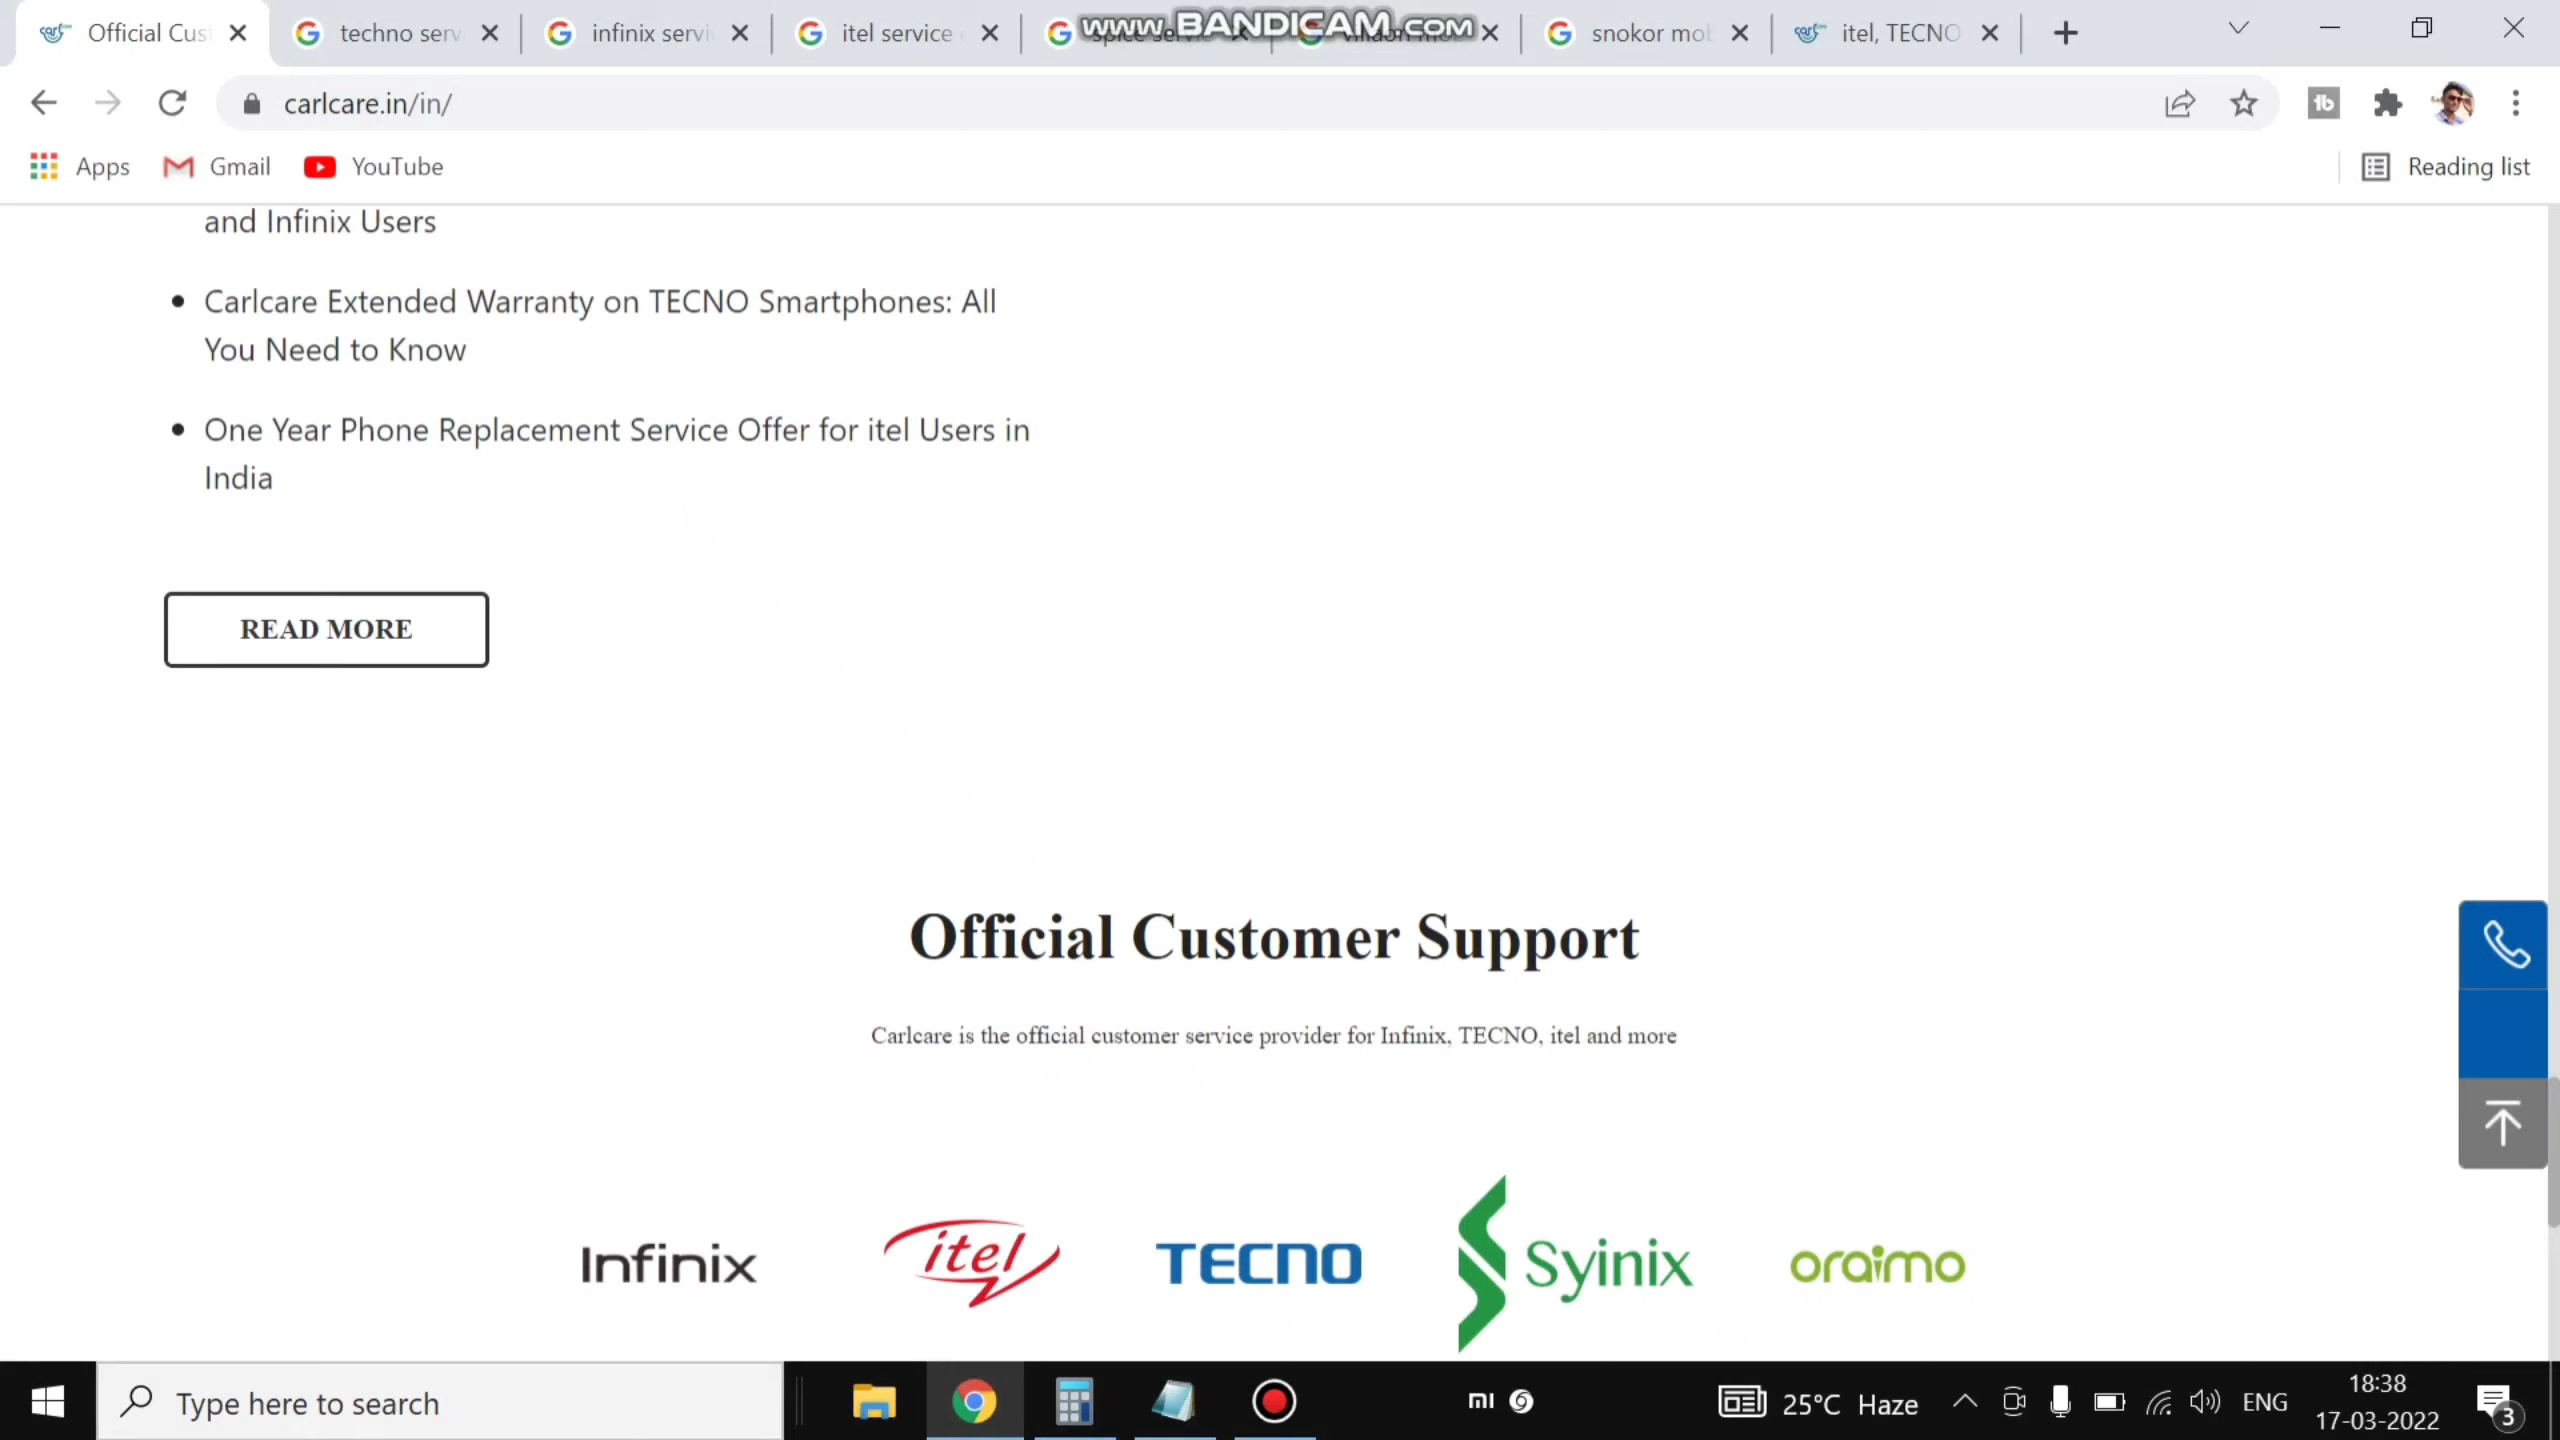 Official Cus
techno serv
infinix servi
itel service
www.BANDICAM.com
snokor mo
itel, TECNO
carlcare.in/in/
Apps
Gmail
YouTube
Reading list
and Infinix Users
Carlcare Extended Warranty on TECNO Smartphones: All
You Need to Know
One Year Phone Replacement Service Offer for itel Users in
India
READ MORE
Official Customer Support
Carlcare is the official customer service provider for Infinix, TECNO, itel and more
Infinix
itel
TECNO
Syinix
oraimo
Type here to search
mi
25°C Haze
ENG
18:38
17-03-2022
3